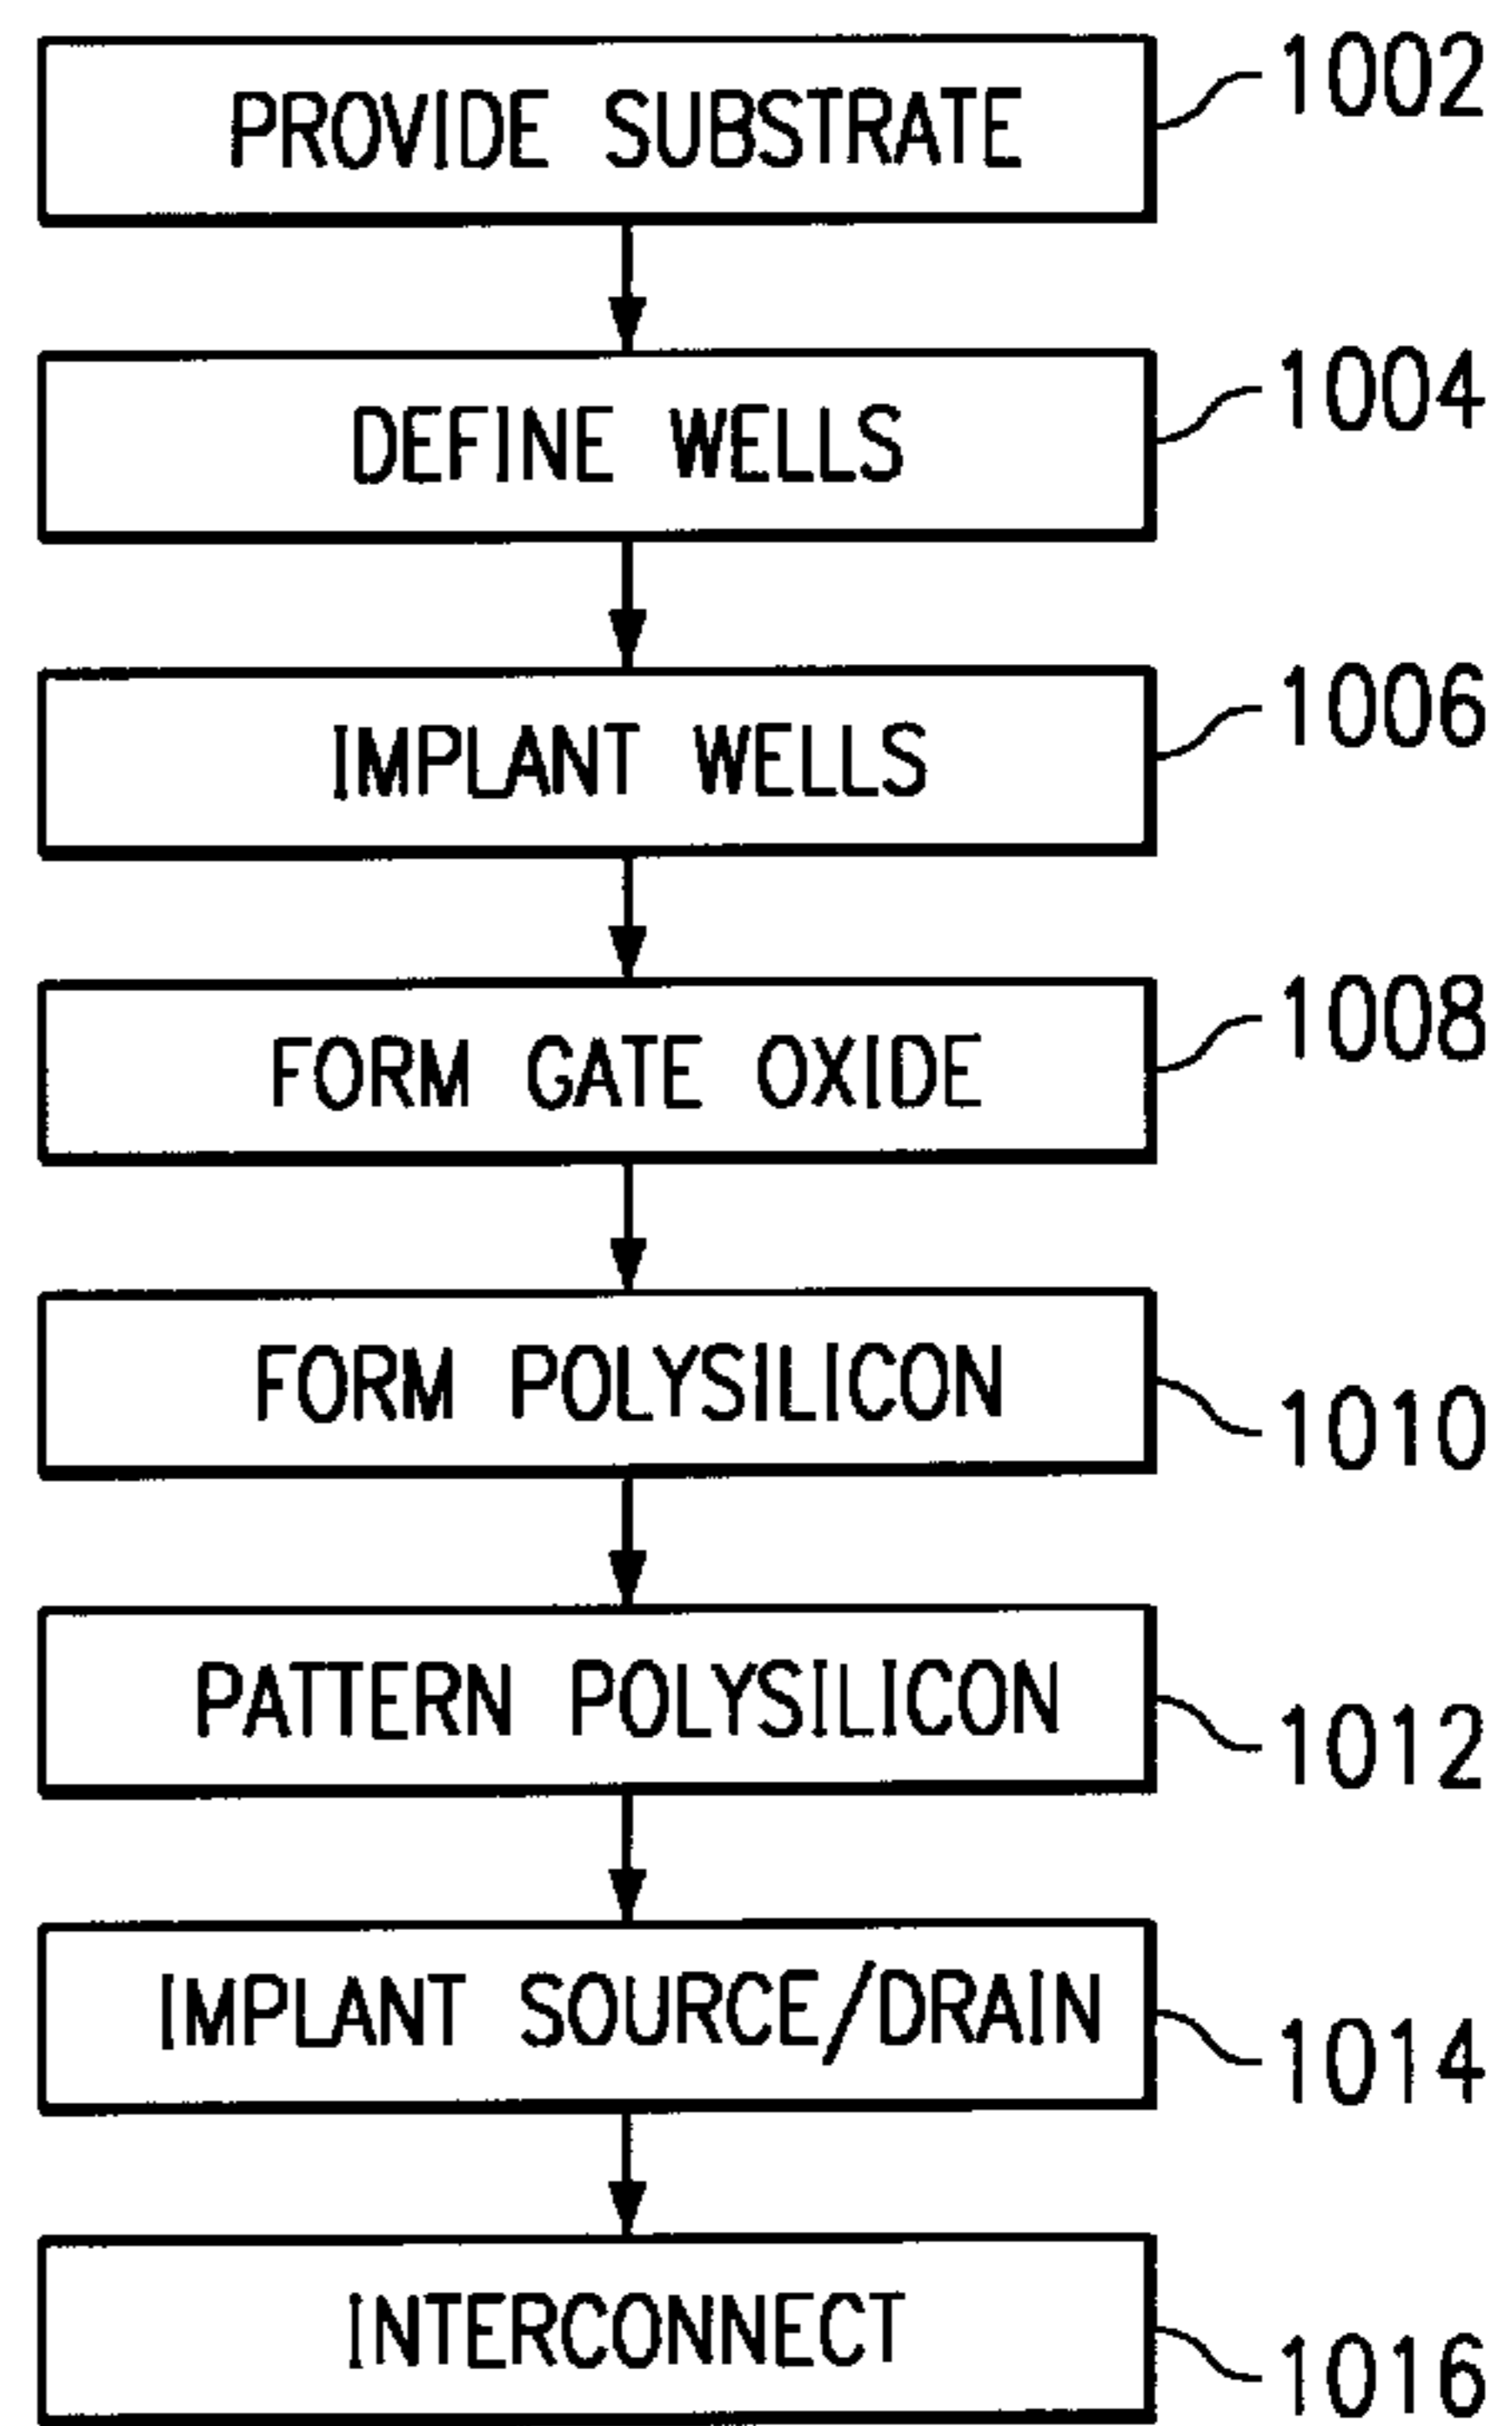 PROVIDE SUBSTRATE 1002
DEFINE WELLS 1004
IMPLANT WELLS 1006
FORM GATE OXIDE 1008
FORM POLYSILICON 1010
PATTERN POLYSILICON 1012
IMPLANT SOURCE/DRAIN 1014
INTERCONNECT 1016